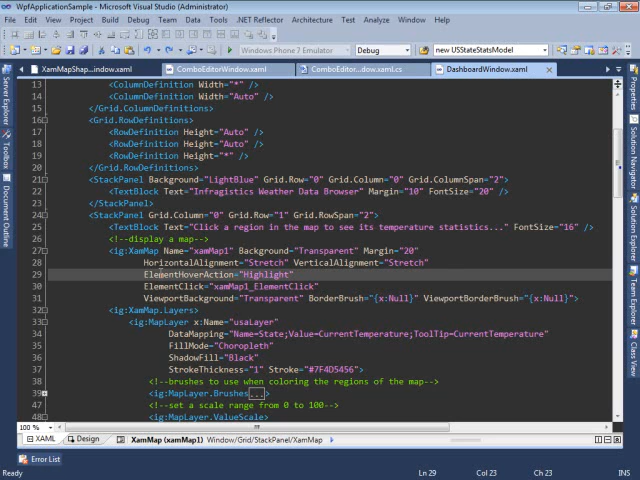 WpfApplicationSample - Microsoft Visual Studio (Administrator)
File Edit View Project Build Debug Team Data Tools .NET Reflector Architecture Test Analyze Window Help
Windows Phone 7 Emulator Debug new USStateStatsModel
XamMapShap...indow.xaml ComboEditorWindow.xaml ComboEditor...dow.xaml.cs DashboardWindow.xaml
13 <ColumnDefinition Width="*" />
14 <ColumnDefinition Width="Auto" />
15 </Grid.ColumnDefinitions>
16 <Grid.RowDefinitions>
17 <RowDefinition Height="Auto" />
18 <RowDefinition Height="Auto" />
19 <RowDefinition Height="*" />
20 </Grid.RowDefinitions>
21 <StackPanel Background="LightBlue" Grid.Row="0" Grid.Column="0" Grid.ColumnSpan="2">
22 <TextBlock Text="Infragistics Weather Data Browser" Margin="10" FontSize="20" />
23 </StackPanel>
24 <StackPanel Grid.Column="0" Grid.Row="1" Grid.RowSpan="2">
25 <TextBlock Text="Click a region in the map to see its temperature statistics..." FontSize="16" />
26 <!--display a map-->
27 <ig:XamMap Name="xamMap1" Background="Transparent" Margin="20"
28 HorizontalAlignment="Stretch" VerticalAlignment="Stretch"
29 ElementHoverAction="Highlight"
30 ElementClick="xamMap1_ElementClick"
31 ViewportBackground="Transparent" BorderBrush="{x:Null}" ViewportBorderBrush="{x:Null}">
32 <ig:XamMap.Layers>
33 <ig:MapLayer x:Name="usaLayer"
34 DataMapping="Name=State;Value=CurrentTemperature;ToolTip=CurrentTemperature"
35 FillMode="Choropleth"
36 ShadowFill="Black"
37 StrokeThickness="1" Stroke="#7F4D5456">
38 <!--brushes to use when coloring the regions of the map-->
39 <ig:MapLayer.Brushes...>
47 <!--set a scale range from 0 to 100-->
48 <ig:MapLayer.ValueScale>
100 %
XAML Design XamMap (xamMap1) Window/Grid/StackPanel/XamMap
Error List
Ready Ln 29 Col 23 Ch 23 INS
Server Explorer
Toolbox
Document Outline
Properties
Solution Navigator
Solution Explorer
Team Explorer
Class View